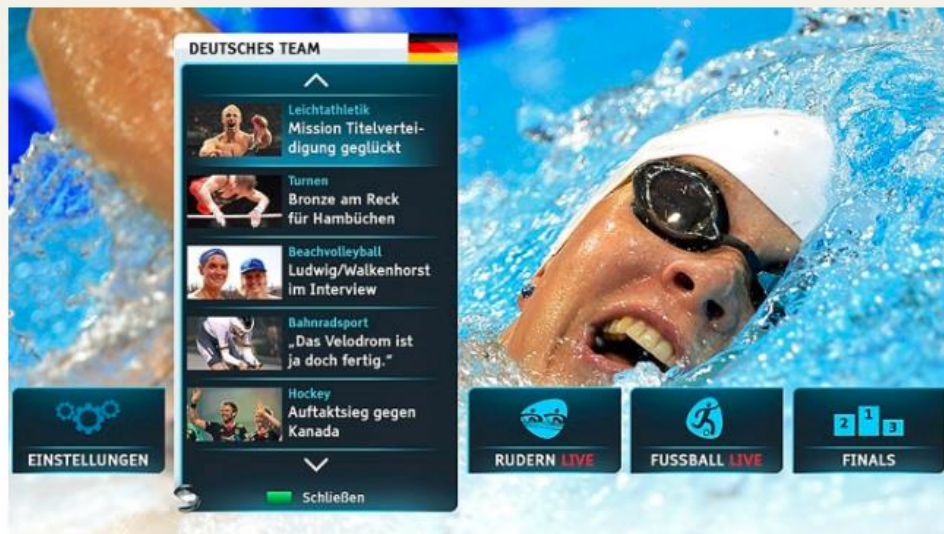 DEUTSCHES TEAM
Leichtathletik
Mission Titelvertei-
digung geglückt
Turnen
Bronze am Reck
für Hambüchen
Beachvolleyball
Ludwig/Walkenhorst
im Interview
Bahnradsport
„Das Velodrom ist
ja doch fertig.“
Hockey
Auftaktsieg gegen
Kanada
Schließen
EINSTELLUNGEN
RUDERN LIVE
FUSSBALL LIVE
2 1 3
FINALS